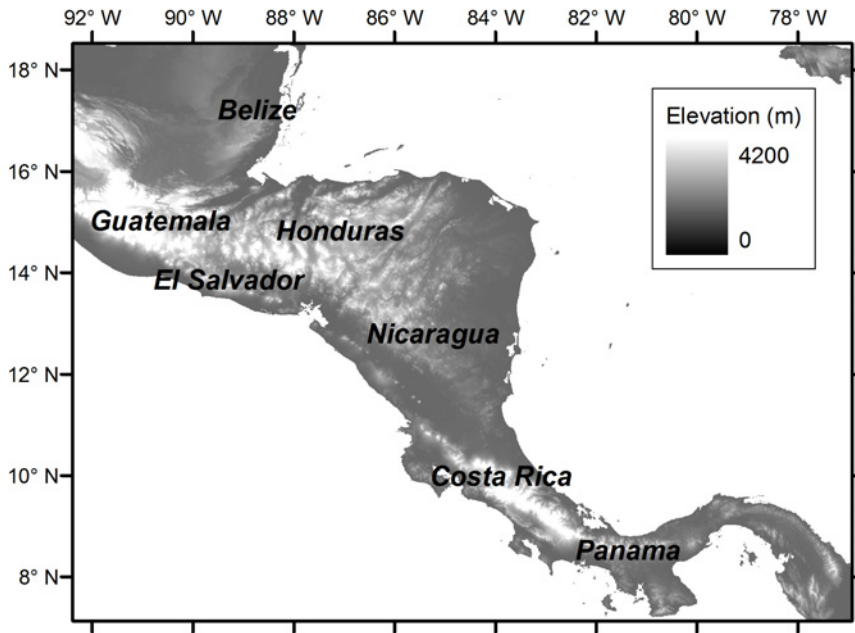 92° W 90° W 88° W 86° W 84° W 82° W 80° W 78° W
18° N
Belize
Elevation (m)
4200
0
16° N
Guatemala
Honduras
14° N
El Salvador
Nicaragua
12° N
10° N
Costa Rica
Panama
8° N